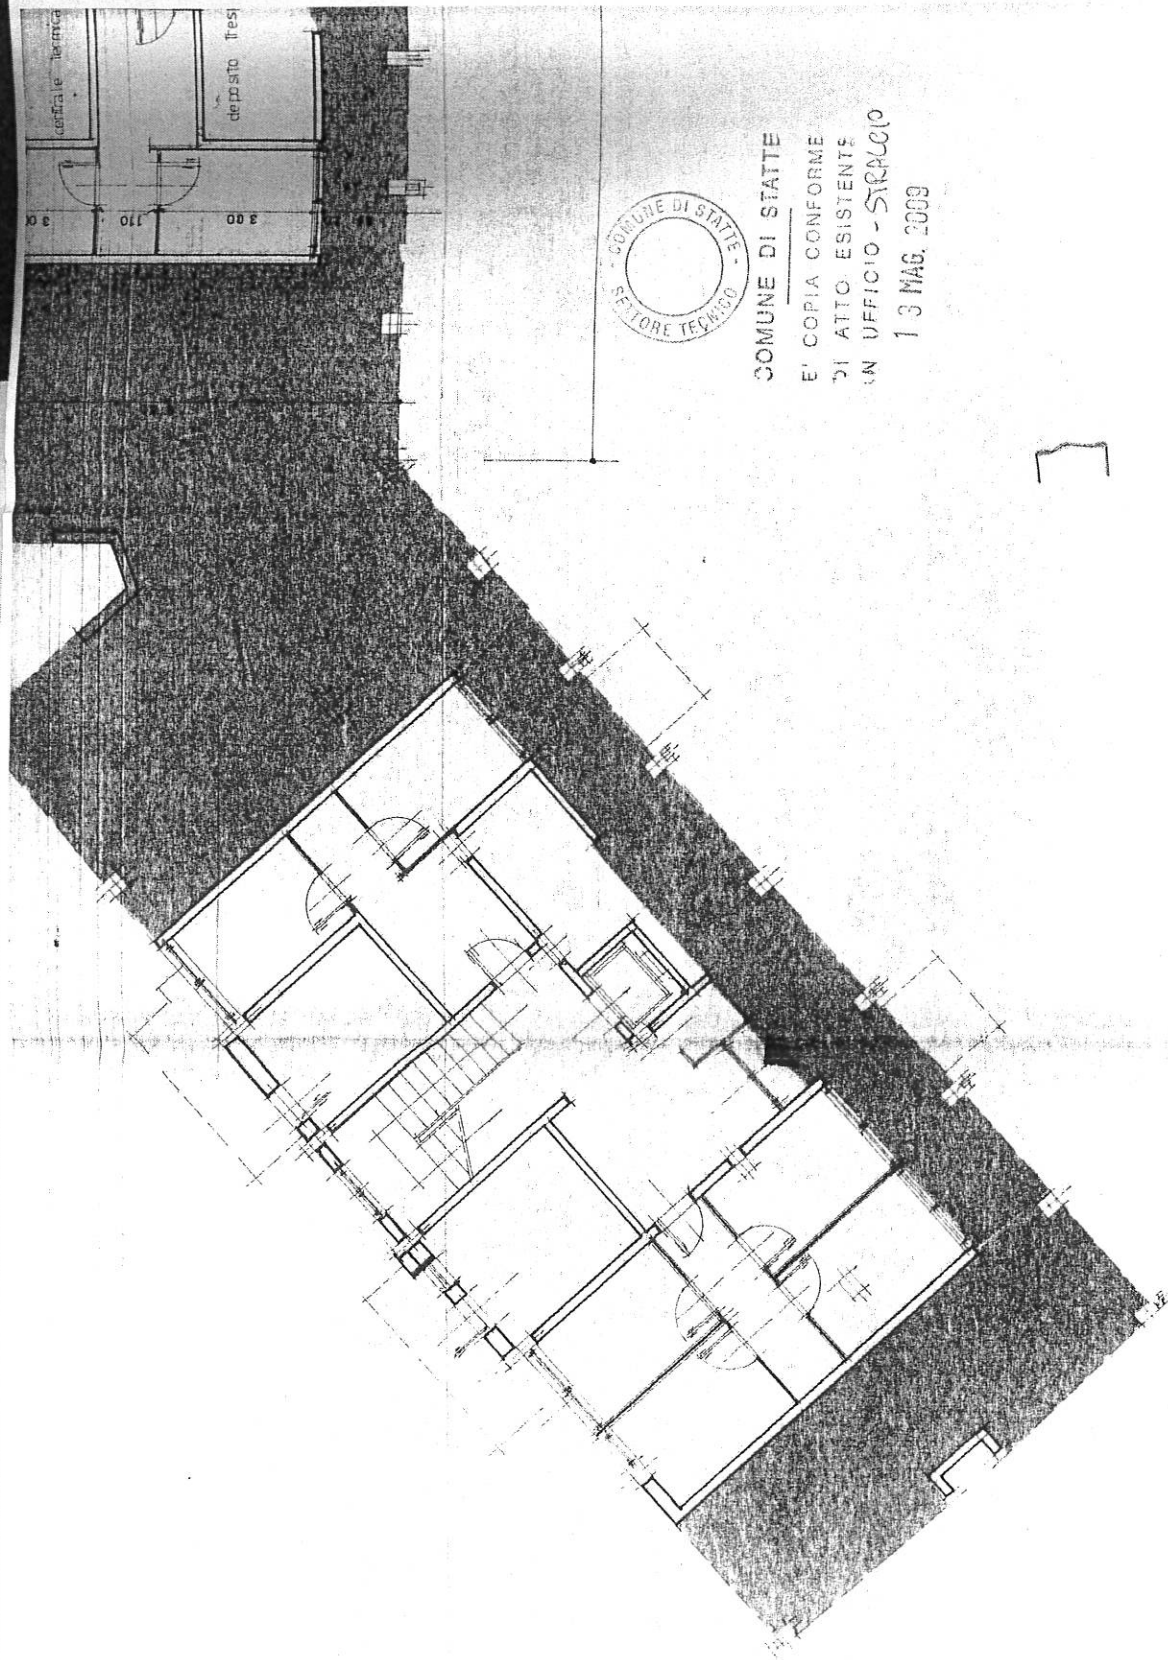 centrale Termica
deposito Tres
3 00
110
3 00
COMUNE DI STATTE -
SETTORE TECNICO
COMUNE DI STATTE
E' COPIA CONFORME
DI ATTO ESISTENTE
IN UFFICIO - STRALCIO
13 MAG. 2009